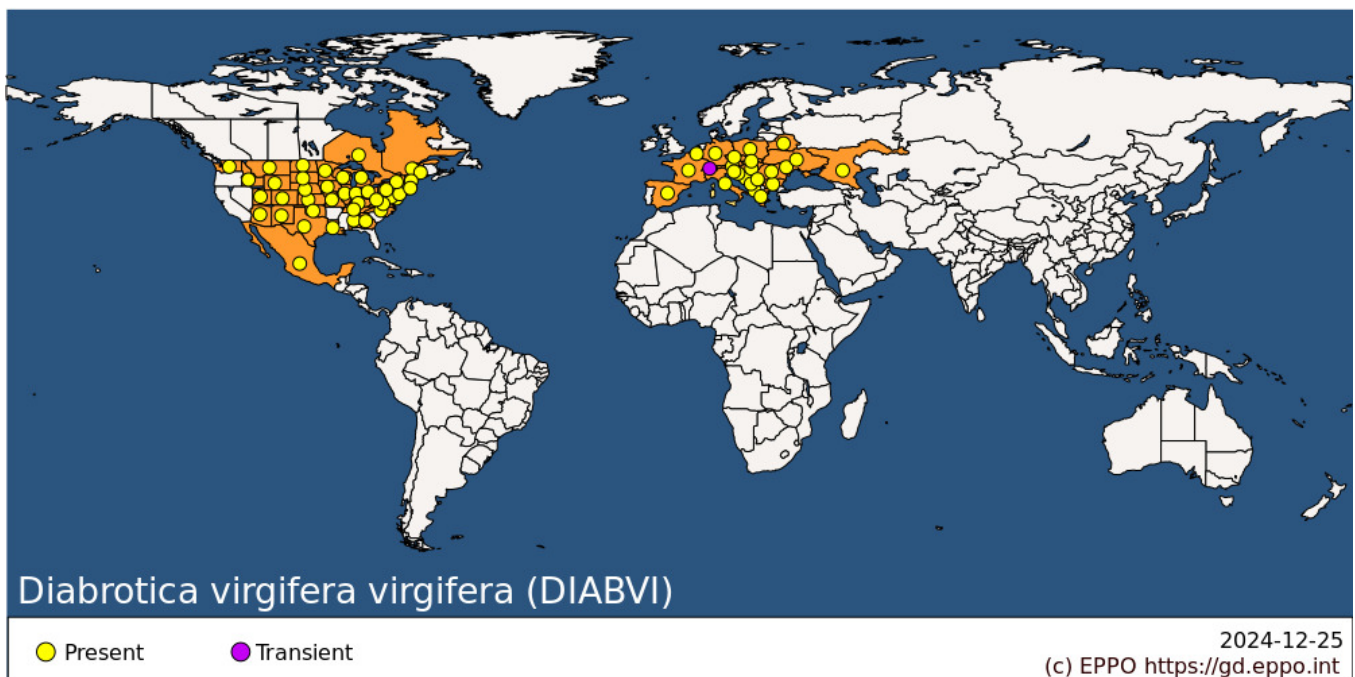 Diabrotica virgifera virgifera (DIABVI)
Present
Transient
2024-12-25
(c) EPPO https://gd.eppo.int